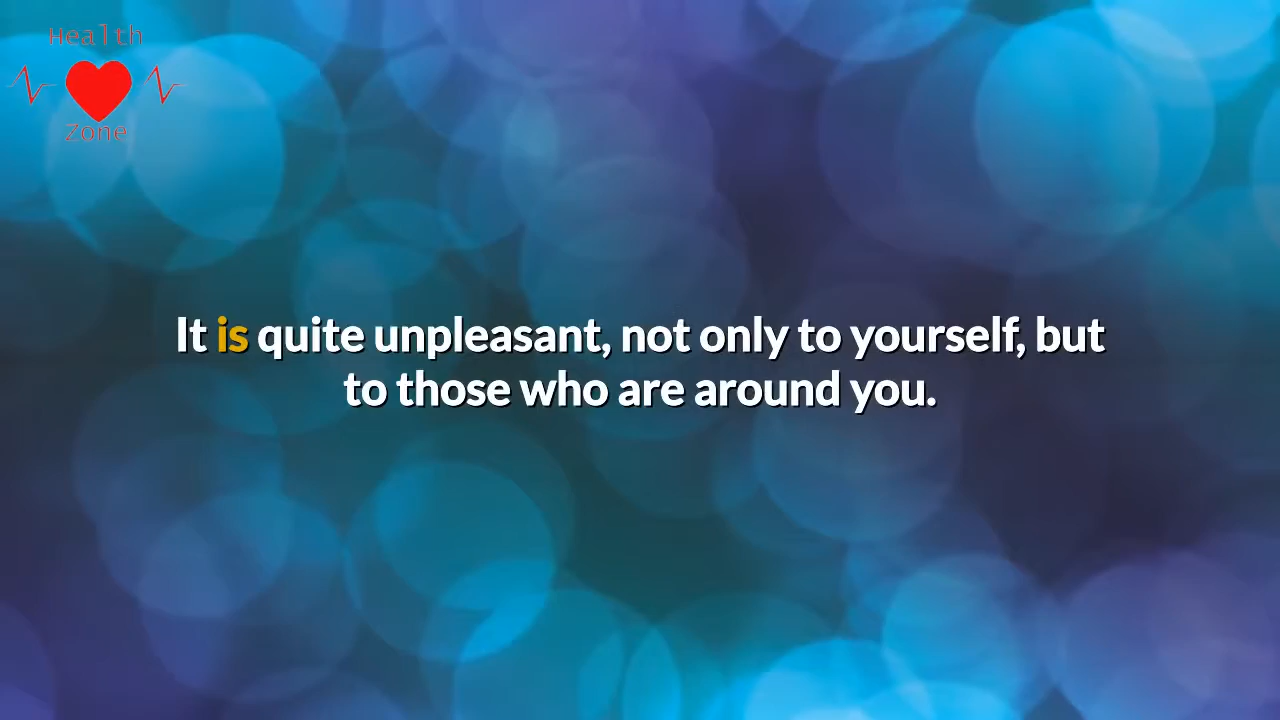 Health
Zone
It is quite unpleasant, not only to yourself, but
to those who are around you.